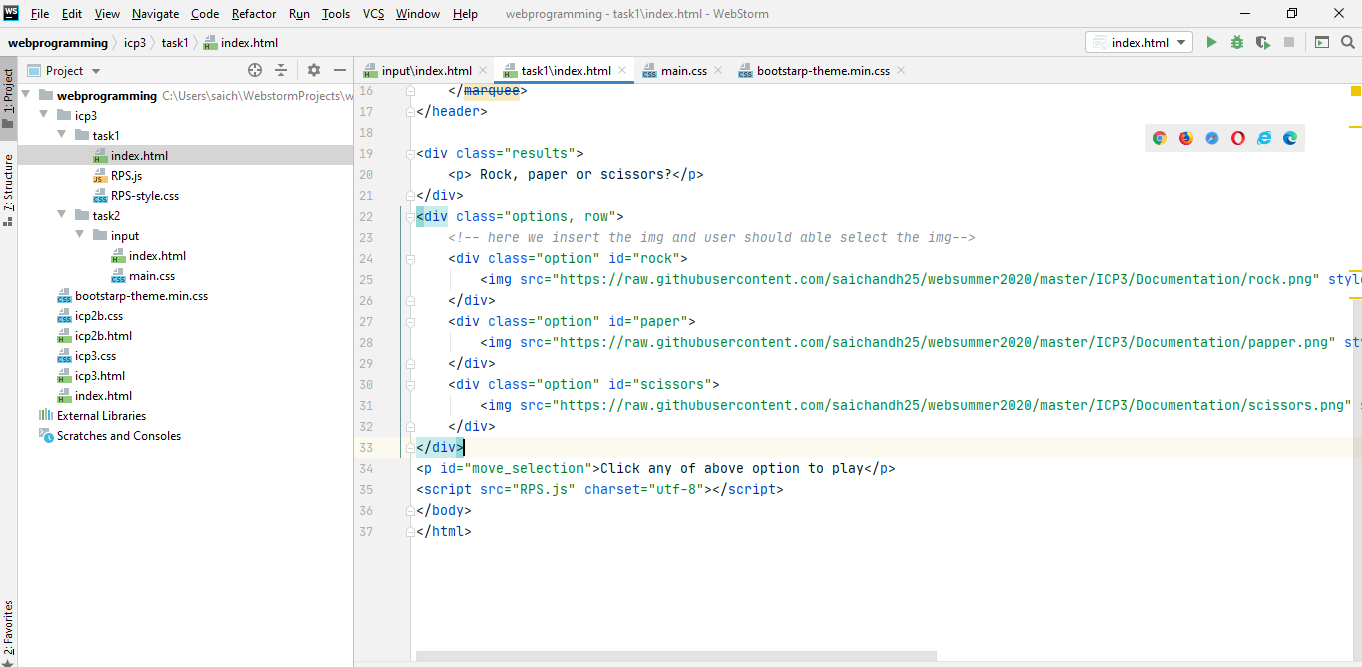 WS File Edit View Navigate Code Refactor Run Tools VCS Window Help webprogramming - task1\index.html - WebStorm
webprogramming icp3 task1 index.html index.html
Project
input\index.html task1\index.html main.css bootstarp-theme.min.css
1: Project
7: Structure
2: Favorites
webprogramming C:\Users\saich\WebstormProjects\w
icp3
task1
index.html
RPS.js
RPS-style.css
task2
input
index.html
main.css
bootstarp-theme.min.css
icp2b.css
icp2b.html
icp3.css
icp3.html
index.html
External Libraries
Scratches and Consoles
16 </marquee>
17 </header>
18
19 <div class="results">
20 <p> Rock, paper or scissors?</p>
21 </div>
22 <div class="options, row">
23 <!-- here we insert the img and user should able select the img-->
24 <div class="option" id="rock">
25 <img src="https://raw.githubusercontent.com/saichandh25/websummer2020/master/ICP3/Documentation/rock.png" style
26 </div>
27 <div class="option" id="paper">
28 <img src="https://raw.githubusercontent.com/saichandh25/websummer2020/master/ICP3/Documentation/papper.png" st
29 </div>
30 <div class="option" id="scissors">
31 <img src="https://raw.githubusercontent.com/saichandh25/websummer2020/master/ICP3/Documentation/scissors.png" s
32 </div>
33 </div>
34 <p id="move_selection">Click any of above option to play</p>
35 <script src="RPS.js" charset="utf-8"></script>
36 </body>
37 </html>